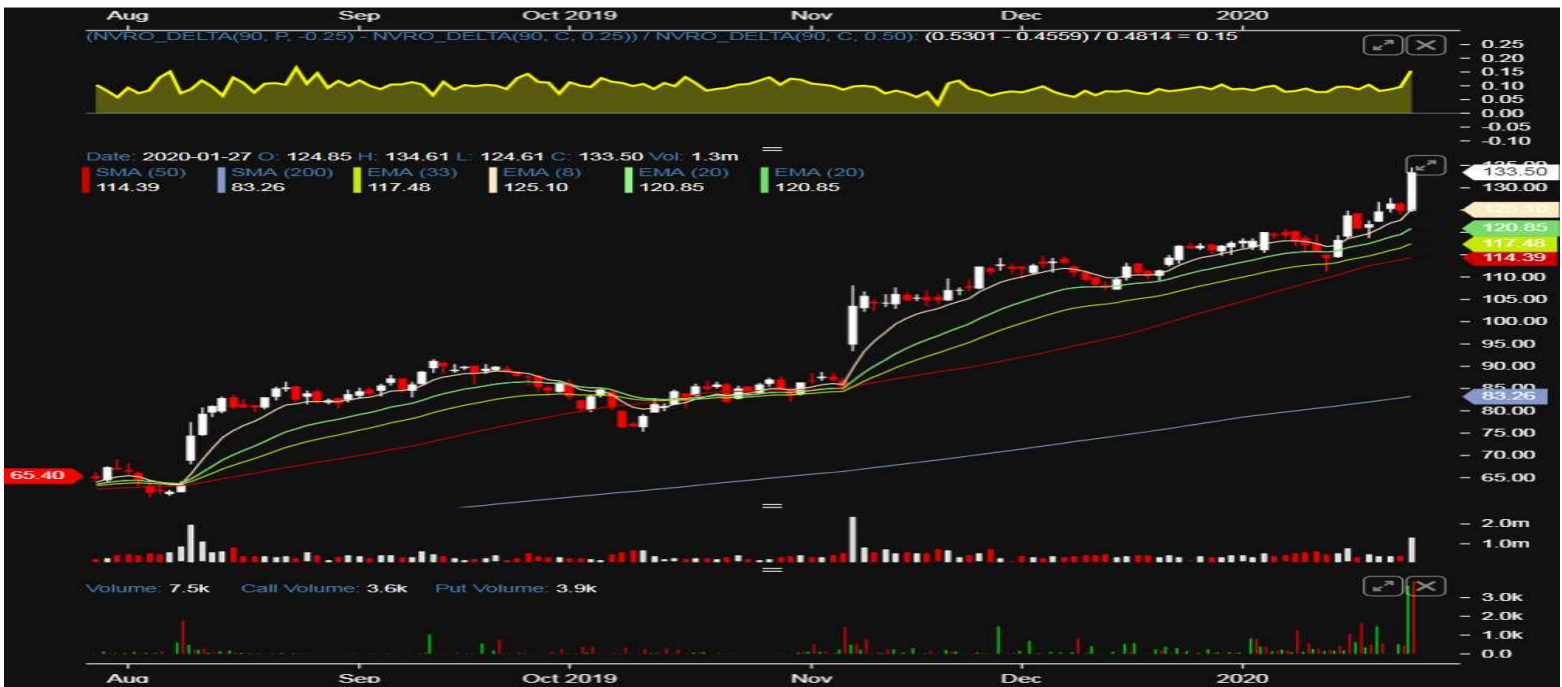 Aug Sep Oct 2019 Nov Dec 2020
(NVRO_DELTA(90, P, -0.25) - NVRO_DELTA(90, C, 0.25)) / NVRO_DELTA(90, C, 0.50): (0.5301 - 0.4559) / 0.4814 = 0.15
0.25
0.20
0.15
0.10
0.05
0.00
-0.05
-0.10
Date: 2020-01-27 O: 124.85 H: 134.61 L: 124.61 C: 133.50 Vol: 1.3m
SMA (50) SMA (200) EMA (33) EMA (8) EMA (20) EMA (20)
114.39 83.26 117.48 125.10 120.85 120.85
135.00
133.50
130.00
125.10
120.85
117.48
114.39
110.00
105.00
100.00
95.00
90.00
85.00
83.26
80.00
75.00
70.00
65.00
65.40
2.0m
1.0m
Volume: 7.5k Call Volume: 3.6k Put Volume: 3.9k
3.0k
2.0k
1.0k
0.0
Aug Sep Oct 2019 Nov Dec 2020